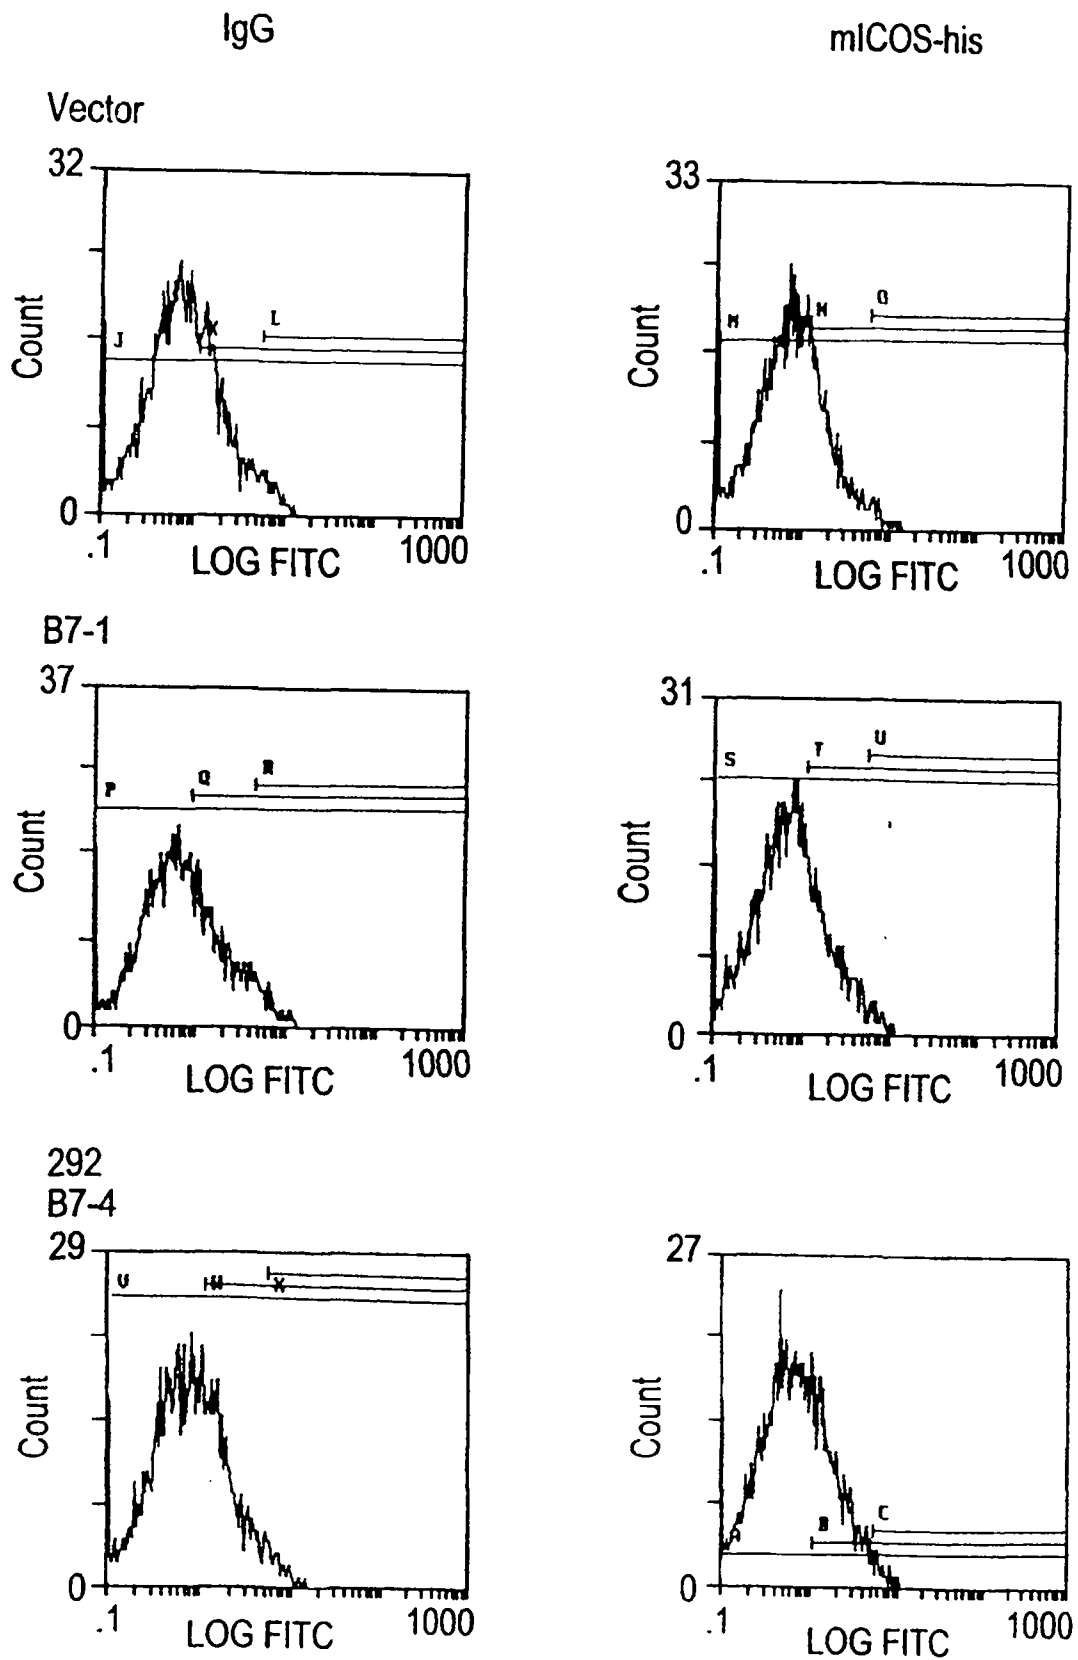 IgG
mICOS-his
Vector
32
Count
J
K
L
0
.1
1000
LOG FITC
33
Count
M
N
O
0
.1
1000
LOG FITC
B7-1
37
Count
P
Q
R
0
.1
1000
LOG FITC
31
Count
S
T
U
0
.1
1000
LOG FITC
292
B7-4
29
Count
V
W
X
0
.1
1000
LOG FITC
27
Count
A
B
C
0
.1
1000
LOG FITC